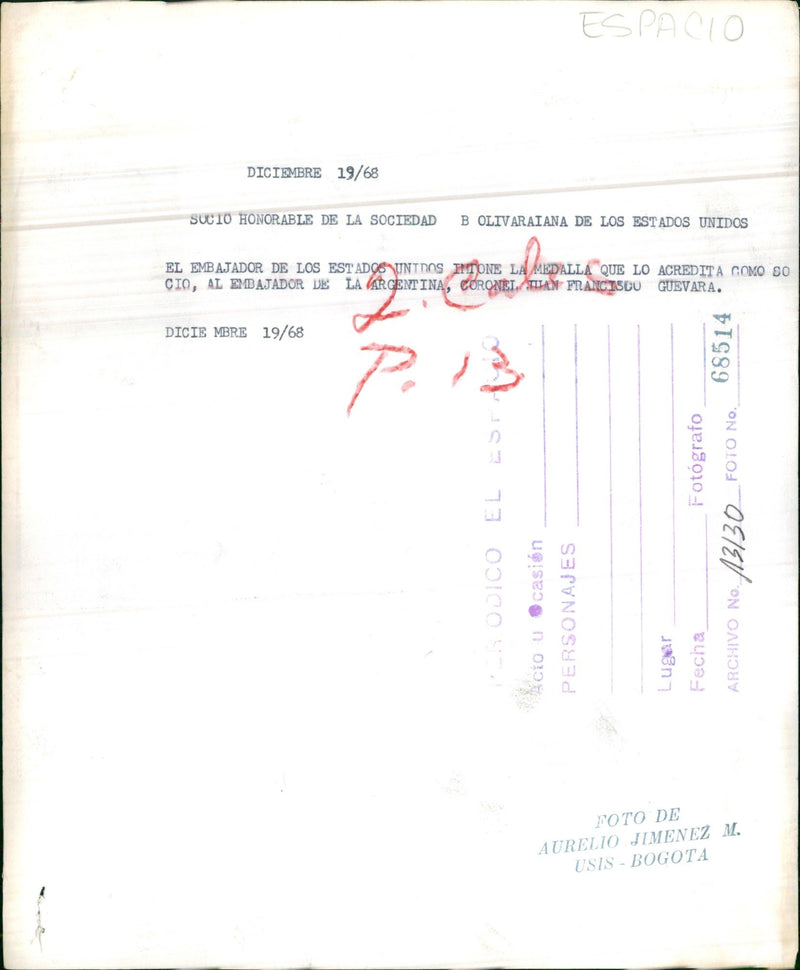 ESPACIO
DICIEMBRE 19/68
SOCIO HONORABLE DE LA SOCIEDAD B OLIVARAIANA DE LOS ESTADOS UNIDOS
EL EMBAJADOR DE LOS ESTADOS UNIDOS IMPONE LA MEDALLA QUE LO ACREDITA COMO SO
CIO, AL EMBAJADOR DE LA ARGENTINA, CORONEL JUAN FRANCISCO GUEVARA.
DICIE MBRE 19/68
P. 13
PERIODICO EL ESPACIO
Acto u Ocasión
PERSONAJES
Lugar
Fecha Fotógrafo
ARCHIVO No. 13130 FOTO No. 68514
FOTO DE
AURELIO JIMENEZ M.
USIS - BOGOTA